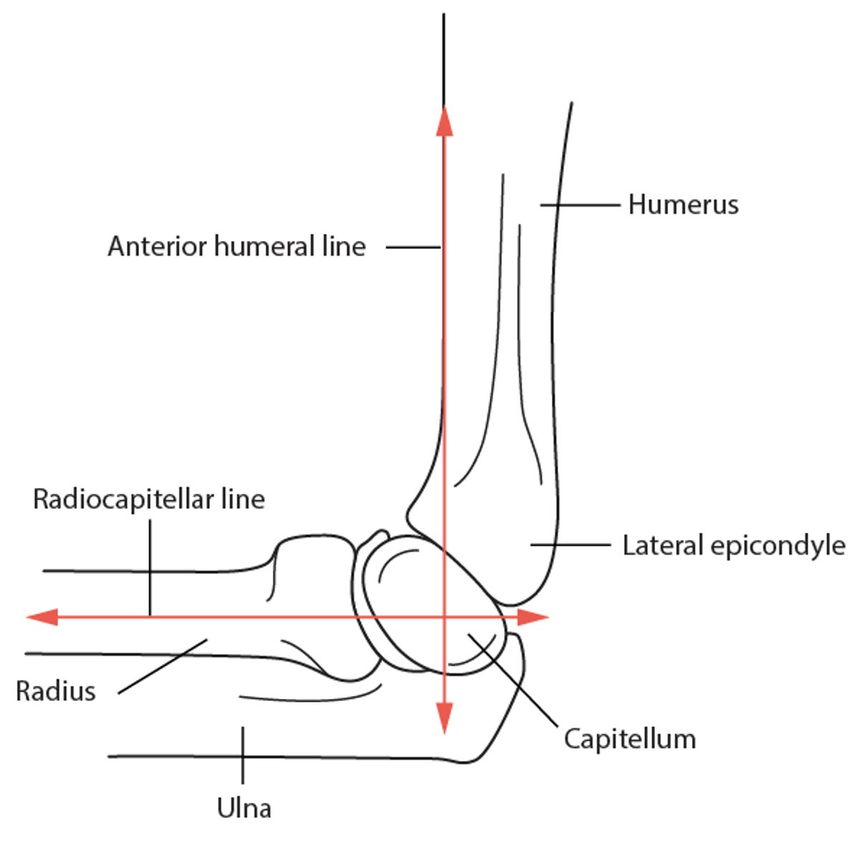 Humerus
Anterior humeral line
Radiocapitellar line
Lateral epicondyle
Radius
Capitellum
Ulna